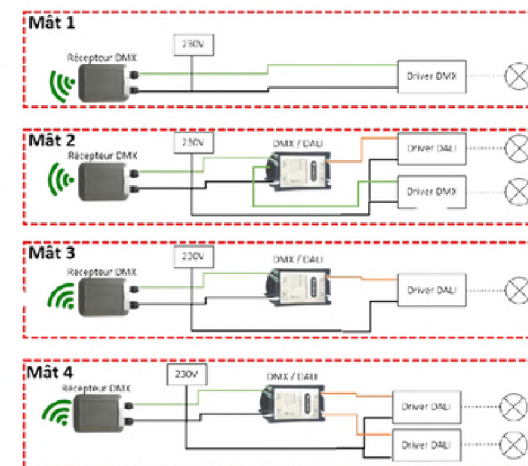 Mât 1
230V
Récepteur DMX
Driver DMX
Mât 2
230V
DMX / DALI
Récepteur DMX
Driver DALI
Driver DMX
Mât 3
230V
DMX / DALI
Récepteur DMX
Driver DALI
Mât 4
230V
DMX / DALI
Récepteur DMX
Driver DALI
Driver DALI